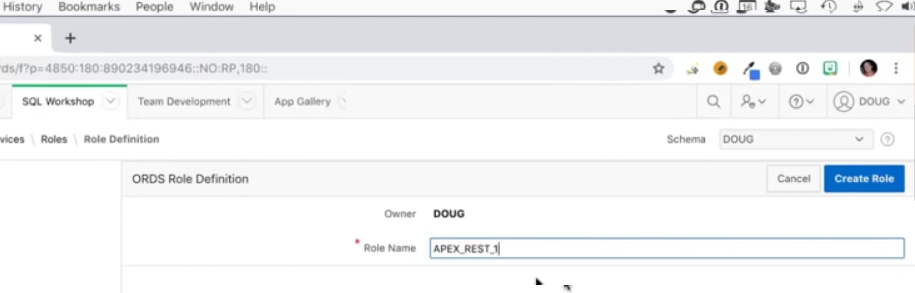 History Bookmarks People Window Help
rds/f?p=4850:180:890234196946::NO:RP,180::
SQL Workshop Team Development App Gallery DOUG
vices \ Roles \ Role Definition Schema DOUG
ORDS Role Definition Cancel Create Role
Owner DOUG
* Role Name APEX_REST_1